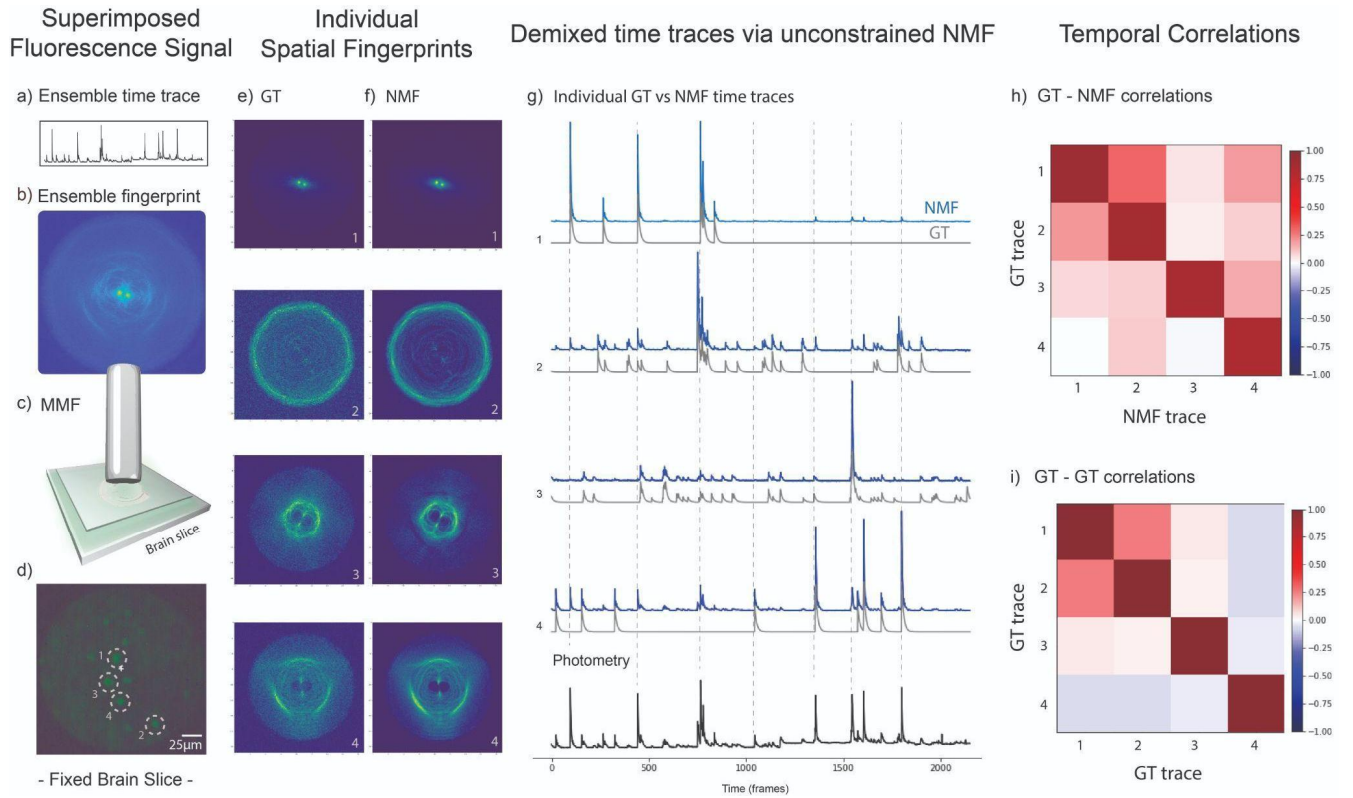 Superimposed
Fluorescence Signal
Individual
Spatial Fingerprints
Demixed time traces via unconstrained NMF
Temporal Correlations
a) Ensemble time trace
b) Ensemble fingerprint
c) MMF
Brain slice
d)
1
3
4
2
25µm
- Fixed Brain Slice -
e) GT
f) NMF
1
1
2
2
3
3
4
4
g) Individual GT vs NMF time traces
NMF
GT
1
2
3
4
Photometry
0
500
1000
1500
2000
Time (frames)
h) GT - NMF correlations
GT trace
1
2
3
4
1
2
3
4
NMF trace
1.00
0.75
0.50
0.25
0.00
−0.25
−0.50
−0.75
−1.00
i) GT - GT correlations
GT trace
1
2
3
4
1
2
3
4
GT trace
1.00
0.75
0.50
0.25
0.00
−0.25
−0.50
−0.75
−1.00